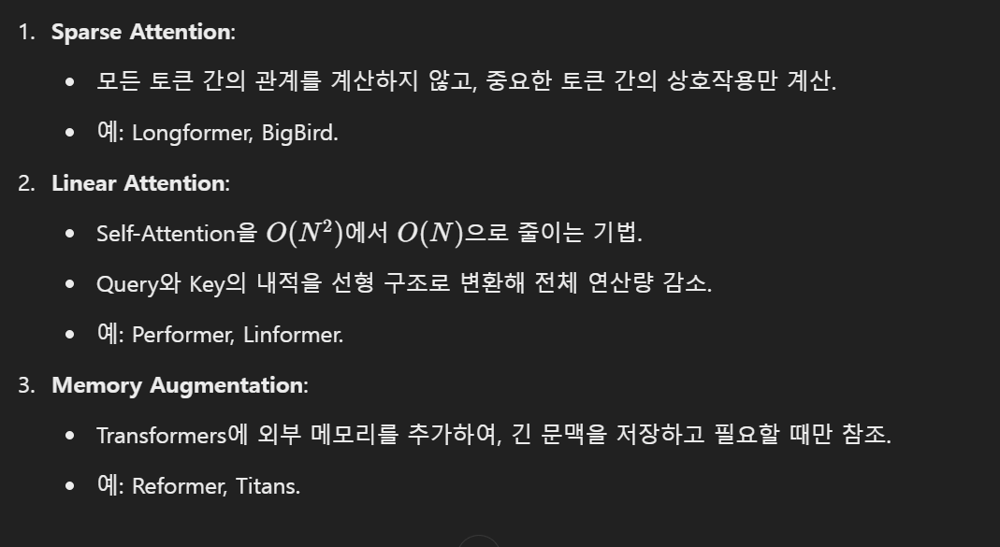 1. Sparse Attention:
• 모든 토큰 간의 관계를 계산하지 않고, 중요한 토큰 간의 상호작용만 계산.
• 예: Longformer, BigBird.
2. Linear Attention:
• Self-Attention을 O(N²)에서 O(N)으로 줄이는 기법.
• Query와 Key의 내적을 선형 구조로 변환해 전체 연산량 감소.
• 예: Performer, Linformer.
3. Memory Augmentation:
• Transformers에 외부 메모리를 추가하여, 긴 문맥을 저장하고 필요할 때만 참조.
• 예: Reformer, Titans.